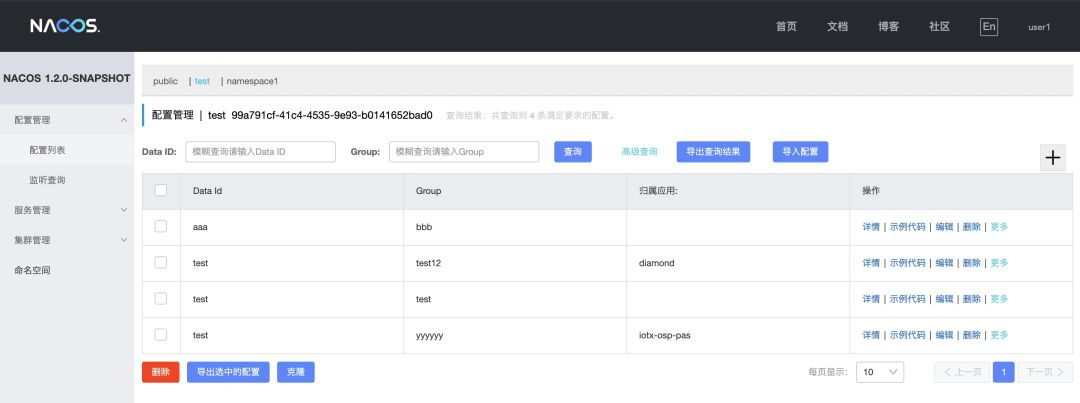 NACOS.
首页 文档 博客 社区 En user1
NACOS 1.2.0-SNAPSHOT
配置管理
配置列表
监听查询
服务管理
集群管理
命名空间
public | test | namespace1
配置管理 | test 99a791cf-41c4-4535-9e93-b0141652bad0 查询结果：共查询到 4 条满足要求的配置。
Data ID: 模糊查询请输入Data ID Group: 模糊查询请输入Group 查询 高级查询 导出查询结果 导入配置
Data Id Group 归属应用: 操作
aaa bbb 详情 | 示例代码 | 编辑 | 删除 | 更多
test test12 diamond 详情 | 示例代码 | 编辑 | 删除 | 更多
test test 详情 | 示例代码 | 编辑 | 删除 | 更多
test yyyyyy iotx-osp-pas 详情 | 示例代码 | 编辑 | 删除 | 更多
删除 导出选中的配置 克隆 每页显示: 10 上一页 1 下一页